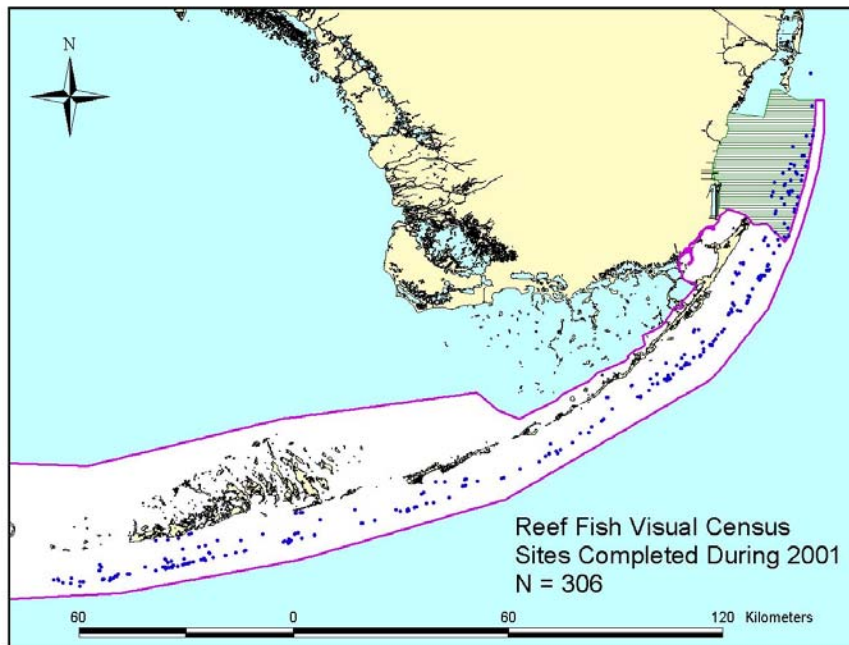 N
Reef Fish Visual Census
Sites Completed During 2001
N = 306
60 0 60 120 Kilometers